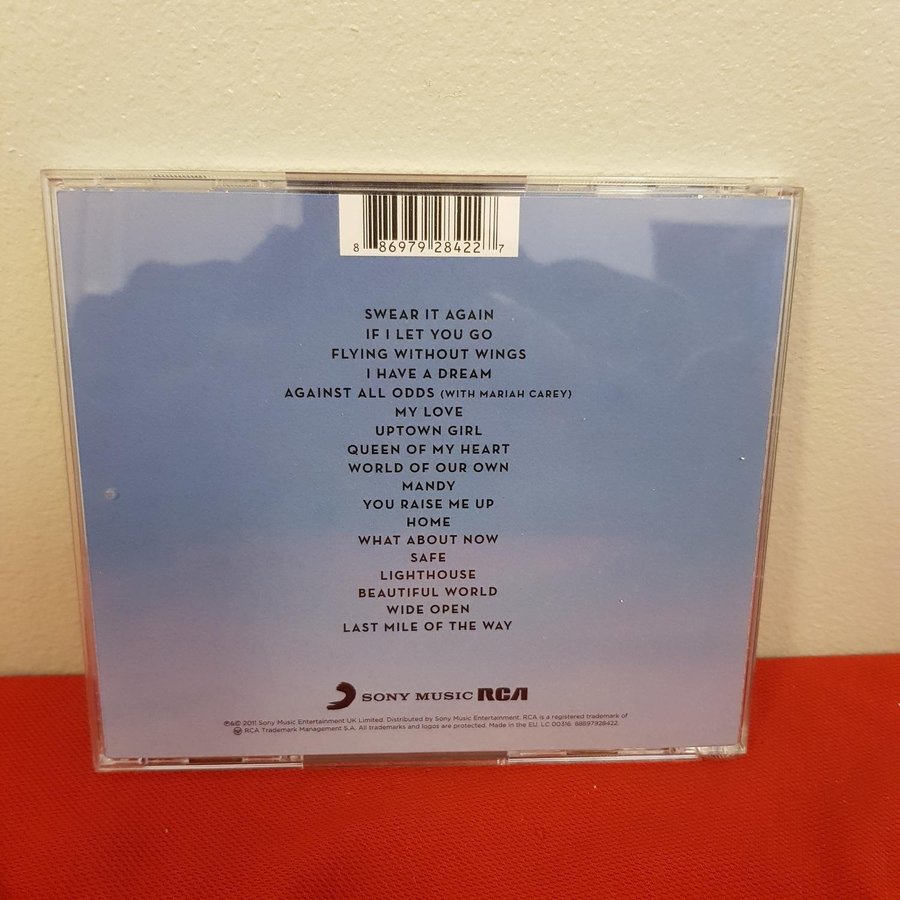 8 86979 28422 7
SWEAR IT AGAIN
IF I LET YOU GO
FLYING WITHOUT WINGS
I HAVE A DREAM
AGAINST ALL ODDS (WITH MARIAH CAREY)
MY LOVE
UPTOWN GIRL
QUEEN OF MY HEART
WORLD OF OUR OWN
MANDY
YOU RAISE ME UP
HOME
WHAT ABOUT NOW
SAFE
LIGHTHOUSE
BEAUTIFUL WORLD
WIDE OPEN
LAST MILE OF THE WAY
SONY MUSIC RCA
℗&© 2011 Sony Music Entertainment UK Limited. Distributed by Sony Music Entertainment. RCA is a registered trademark of
RCA Trademark Management S.A. All trademarks and logos are protected. Made in the EU. LC 00316. 88697928422.